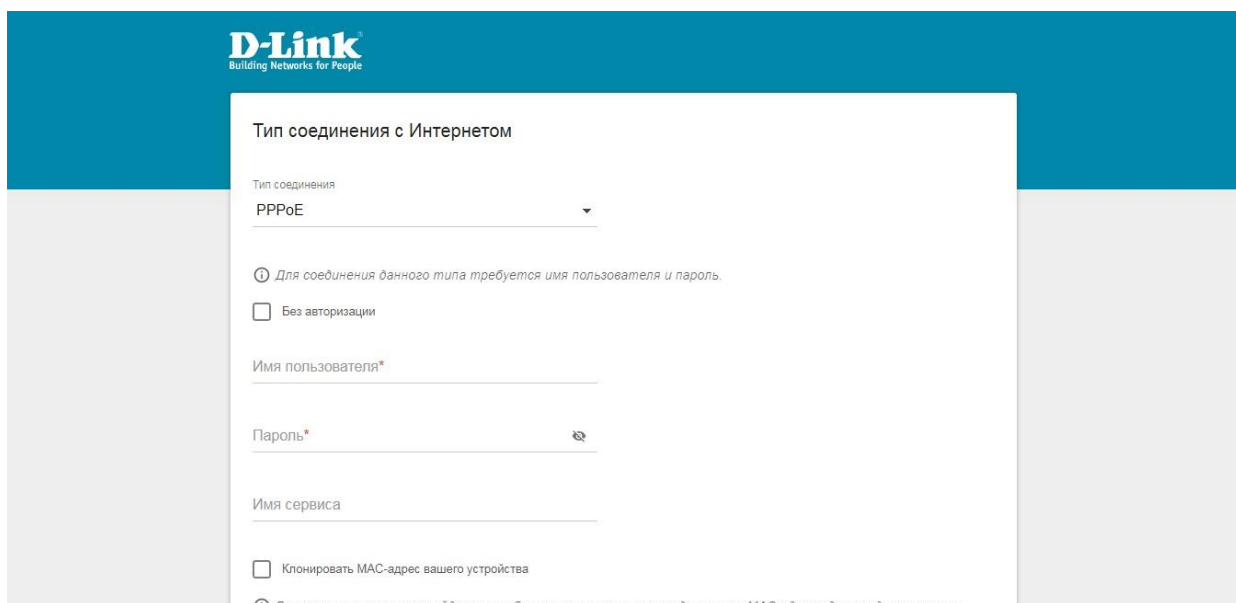 D-Link
Building Networks for People
Тип соединения с Интернетом
Тип соединения
PPPoE
Для соединения данного типа требуется имя пользователя и пароль.
Без авторизации
Имя пользователя*
Пароль*
Имя сервиса
Клонировать MAC-адрес вашего устройства